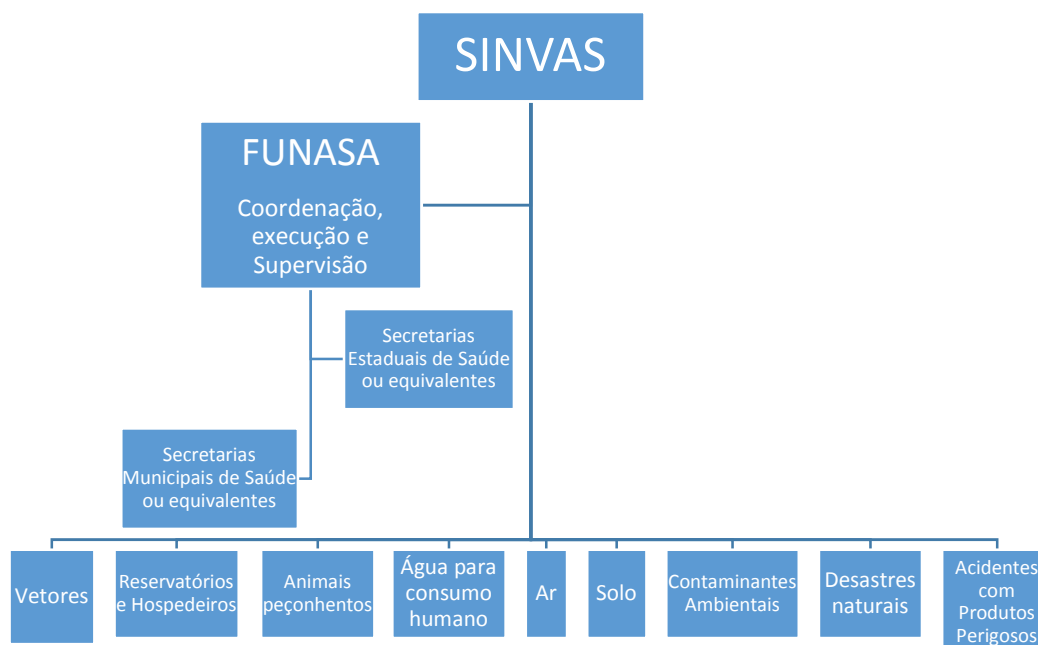 SINVAS
FUNASA
Coordenação,
execução e
Supervisão
Secretarias
Estaduais de Saúde
ou equivalentes
Secretarias
Municipais de Saúde
ou equivalentes
Vetores
Reservatórios
e Hospedeiros
Animais
peçonhentos
Água para
consumo
humano
Ar
Solo
Contaminantes
Ambientais
Desastres
naturais
Acidentes
com
Produtos
Perigosos